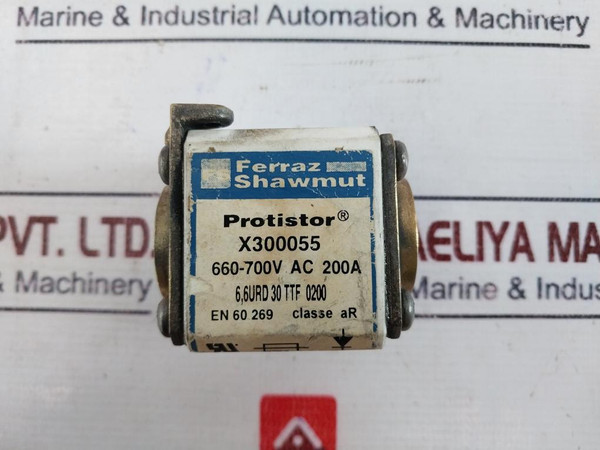 Marine & Industrial Automation & Machinery
Ferraz
Shawmut
Protistor®
X300055
660-700V AC 200A
6,6URD 30 TTF 0200
EN 60 269 classe aR
PVT. LTD.
& Machinery
AELIYA MA
Marine & Indus